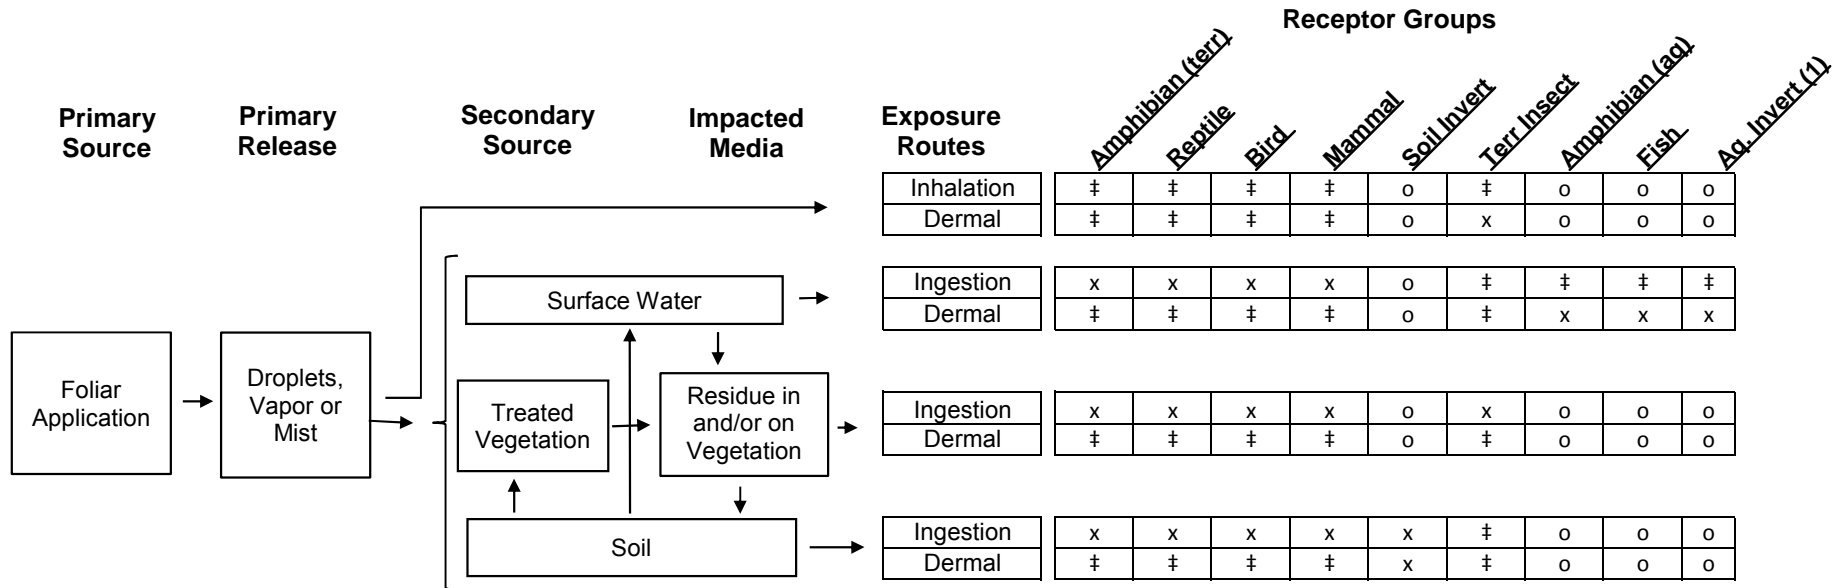 Receptor Groups
Primary
Source
Primary
Release
Secondary
Source
Impacted
Media
Exposure
Routes
Amphibian (terr)
Reptile
Bird
Mammal
Soil Invert
Terr Insect
Amphibian (aq)
Fish
Aq. Invert (1)
Inhalation ‡ ‡ ‡ ‡ o ‡ o o o
Dermal ‡ ‡ ‡ ‡ o x o o o
Surface Water
Ingestion x x x x o ‡ ‡ ‡ ‡
Dermal ‡ ‡ ‡ ‡ o ‡ x x x
Foliar
Application
Droplets,
Vapor or
Mist
Treated
Vegetation
Residue in
and/or on
Vegetation
Ingestion x x x x o x o o o
Dermal ‡ ‡ ‡ ‡ o ‡ o o o
Soil
Ingestion x x x x x ‡ o o o
Dermal ‡ ‡ ‡ ‡ x ‡ o o o